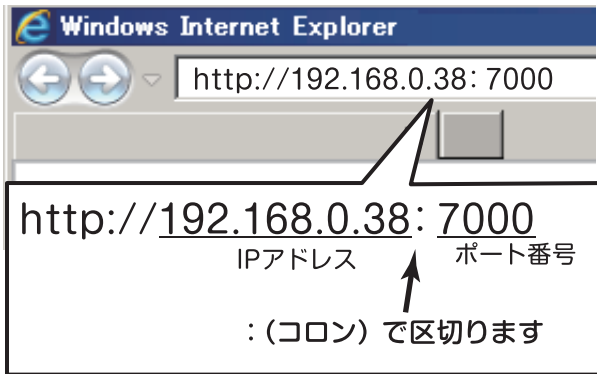 Windows Internet Explorer
http://192.168.0.38: 7000
http://192.168.0.38: 7000
IPアドレス ポート番号
:(コロン)で区切ります